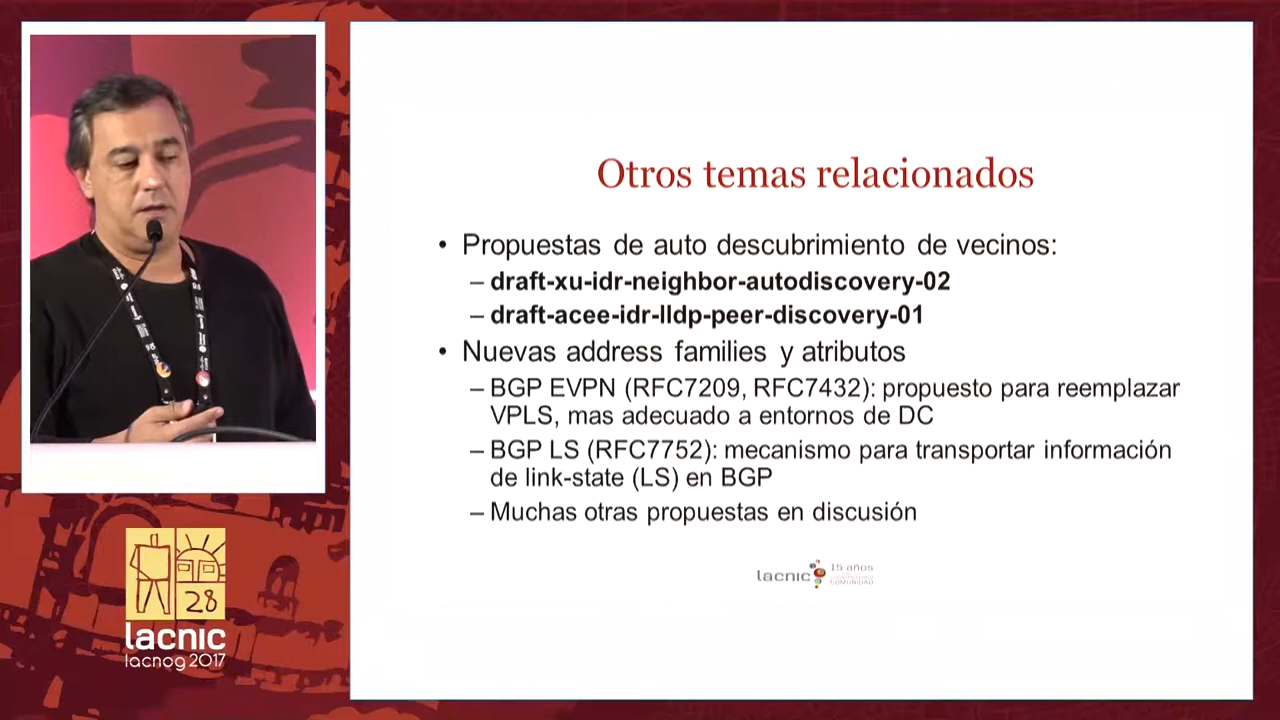 Otros temas relacionados
• Propuestas de auto descubrimiento de vecinos:
– draft-xu-idr-neighbor-autodiscovery-02
– draft-acee-idr-lldp-peer-discovery-01
• Nuevas address families y atributos
– BGP EVPN (RFC7209, RFC7432): propuesto para reemplazar
VPLS, mas adecuado a entornos de DC
– BGP LS (RFC7752): mecanismo para transportar información
de link-state (LS) en BGP
– Muchas otras propuestas en discusión
lacnic 15 años
COMUNIDAD
28
lacnic
lacnog 2017